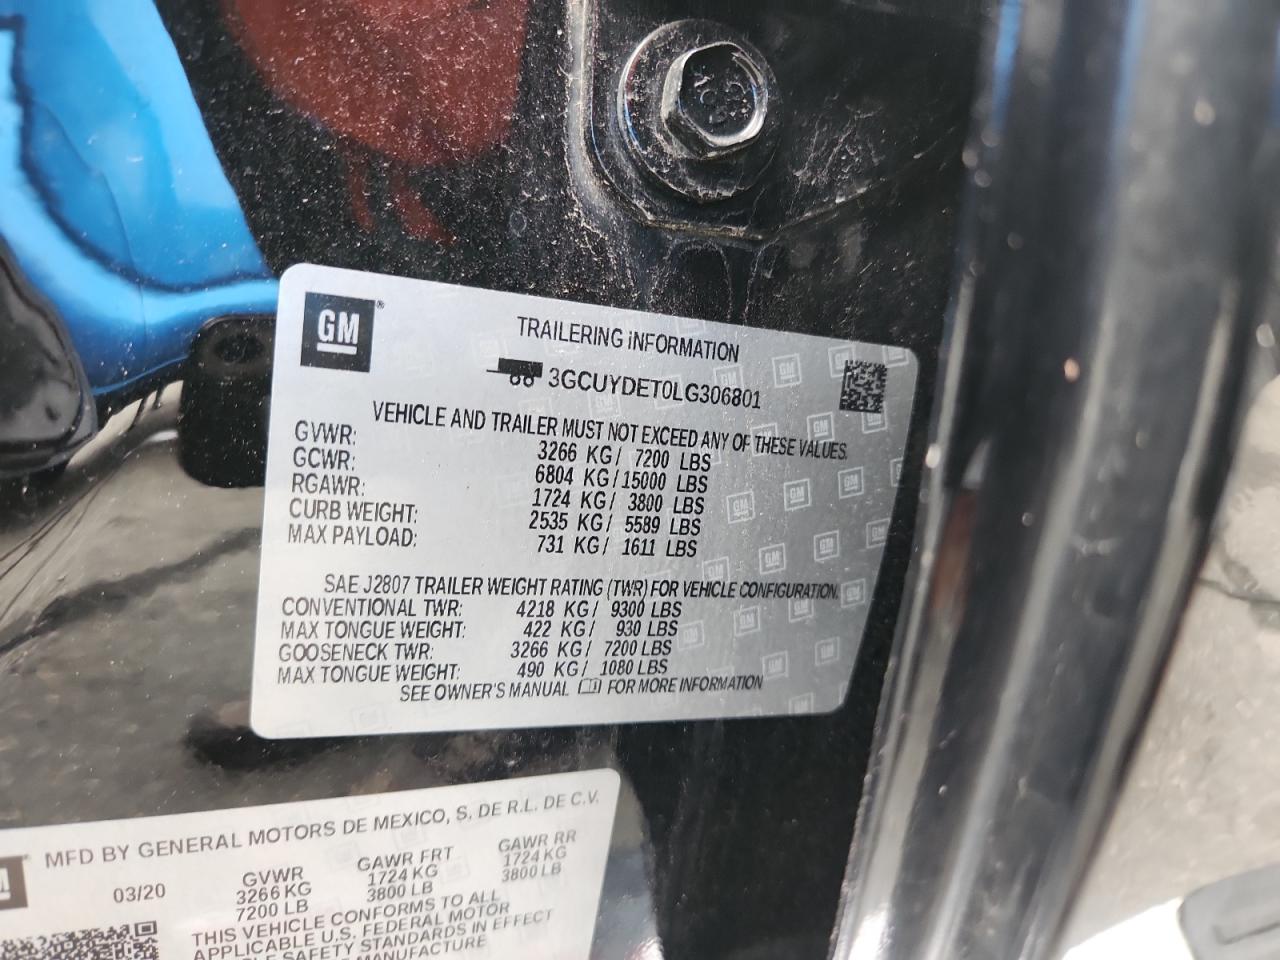 GM®
TRAILERING iNFORMATION
3GCUYDET0LG306801
VEHICLE AND TRAILER MUST NOT EXCEED ANY OF THESE VALUES.
GVWR: 3266 KG/ 7200 LBS
GCWR: 6804 KG/15000 LBS
RGAWR: 1724 KG/ 3800 LBS
CURB WEIGHT: 2535 KG/ 5589 LBS
MAX PAYLOAD: 731 KG/ 1611 LBS
SAE J2807 TRAILER WEIGHT RATING (TWR) FOR VEHICLE CONFIGURATION.
CONVENTIONAL TWR: 4218 KG/ 9300 LBS
MAX TONGUE WEIGHT: 422 KG/ 930 LBS
GOOSENECK TWR: 3266 KG/ 7200 LBS
MAX TONGUE WEIGHT: 490 KG/ 1080 LBS
SEE OWNER'S MANUAL FOR MORE INFORMATION
MFD BY GENERAL MOTORS DE MEXICO, S. DE R.L. DE C.V.
03/20 GVWR GAWR FRT GAWR RR
3266 KG 1724 KG 1724 KG
7200 LB 3800 LB 3800 LB
THIS VEHICLE CONFORMS TO ALL
APPLICABLE U.S. FEDERAL MOTOR
SAFETY STANDARDS IN EFFECT
MANUFACTURE